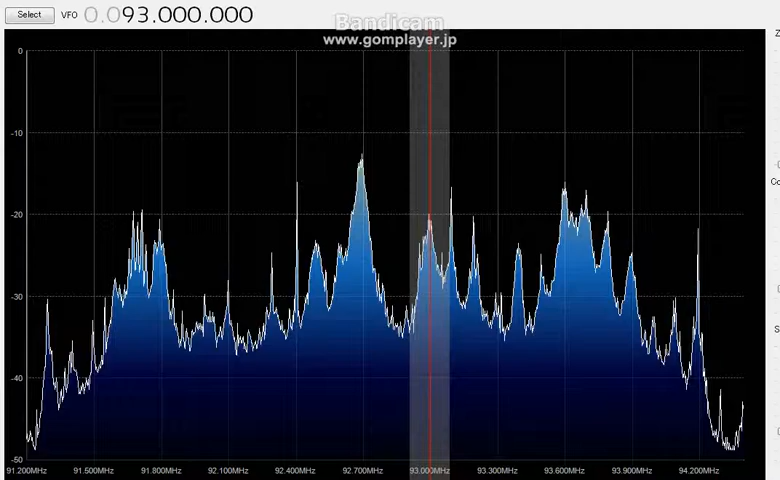 Select VFO 0.093.000.000
Bandicam
www.gomplayer.jp
0
-10
-20
-30
-40
-50
91.200MHz 91.500MHz 91.800MHz 92.100MHz 92.400MHz 92.700MHz 93.000MHz 93.300MHz 93.600MHz 93.900MHz 94.200MHz